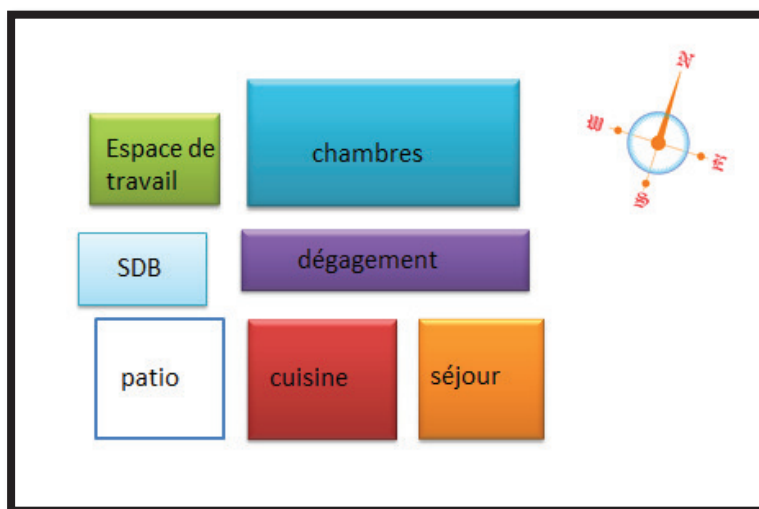 N
Espace de
travail
chambres
SDB
dégagement
patio
cuisine
séjour